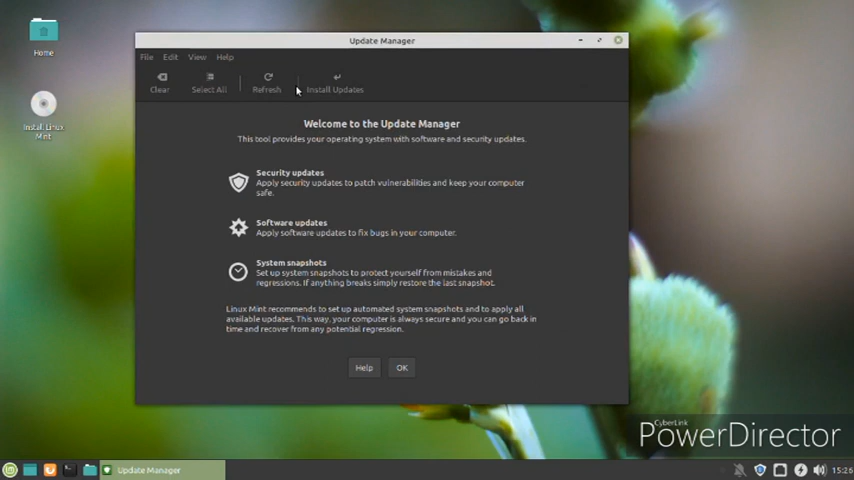 Home
Install Linux
Mint
Update Manager
File Edit View Help
Clear Select All Refresh Install Updates
Welcome to the Update Manager
This tool provides your operating system with software and security updates.
Security updates
Apply security updates to patch vulnerabilities and keep your computer
safe.
Software updates
Apply software updates to fix bugs in your computer.
System snapshots
Set up system snapshots to protect yourself from mistakes and
regressions. If anything breaks simply restore the last snapshot.
Linux Mint recommends to set up automated system snapshots and to apply all
available updates. This way, your computer is always secure and you can go back in
time and recover from any potential regression.
Help OK
CyberLink
PowerDirector
Update Manager
15:26